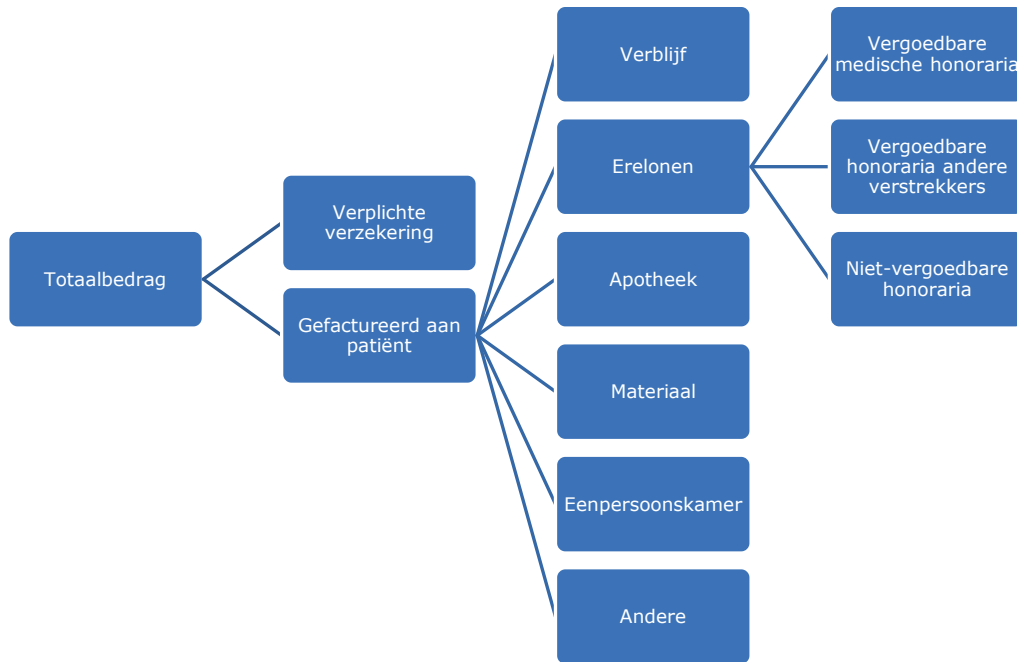 Totaalbedrag
Verplichte
verzekering
Gefactureerd aan
patiënt
Verblijf
Erelonen
Apotheek
Materiaal
Eenpersoonskamer
Andere
Vergoedbare
medische honoraria
Vergoedbare
honoraria andere
verstrekkers
Niet-vergoedbare
honoraria